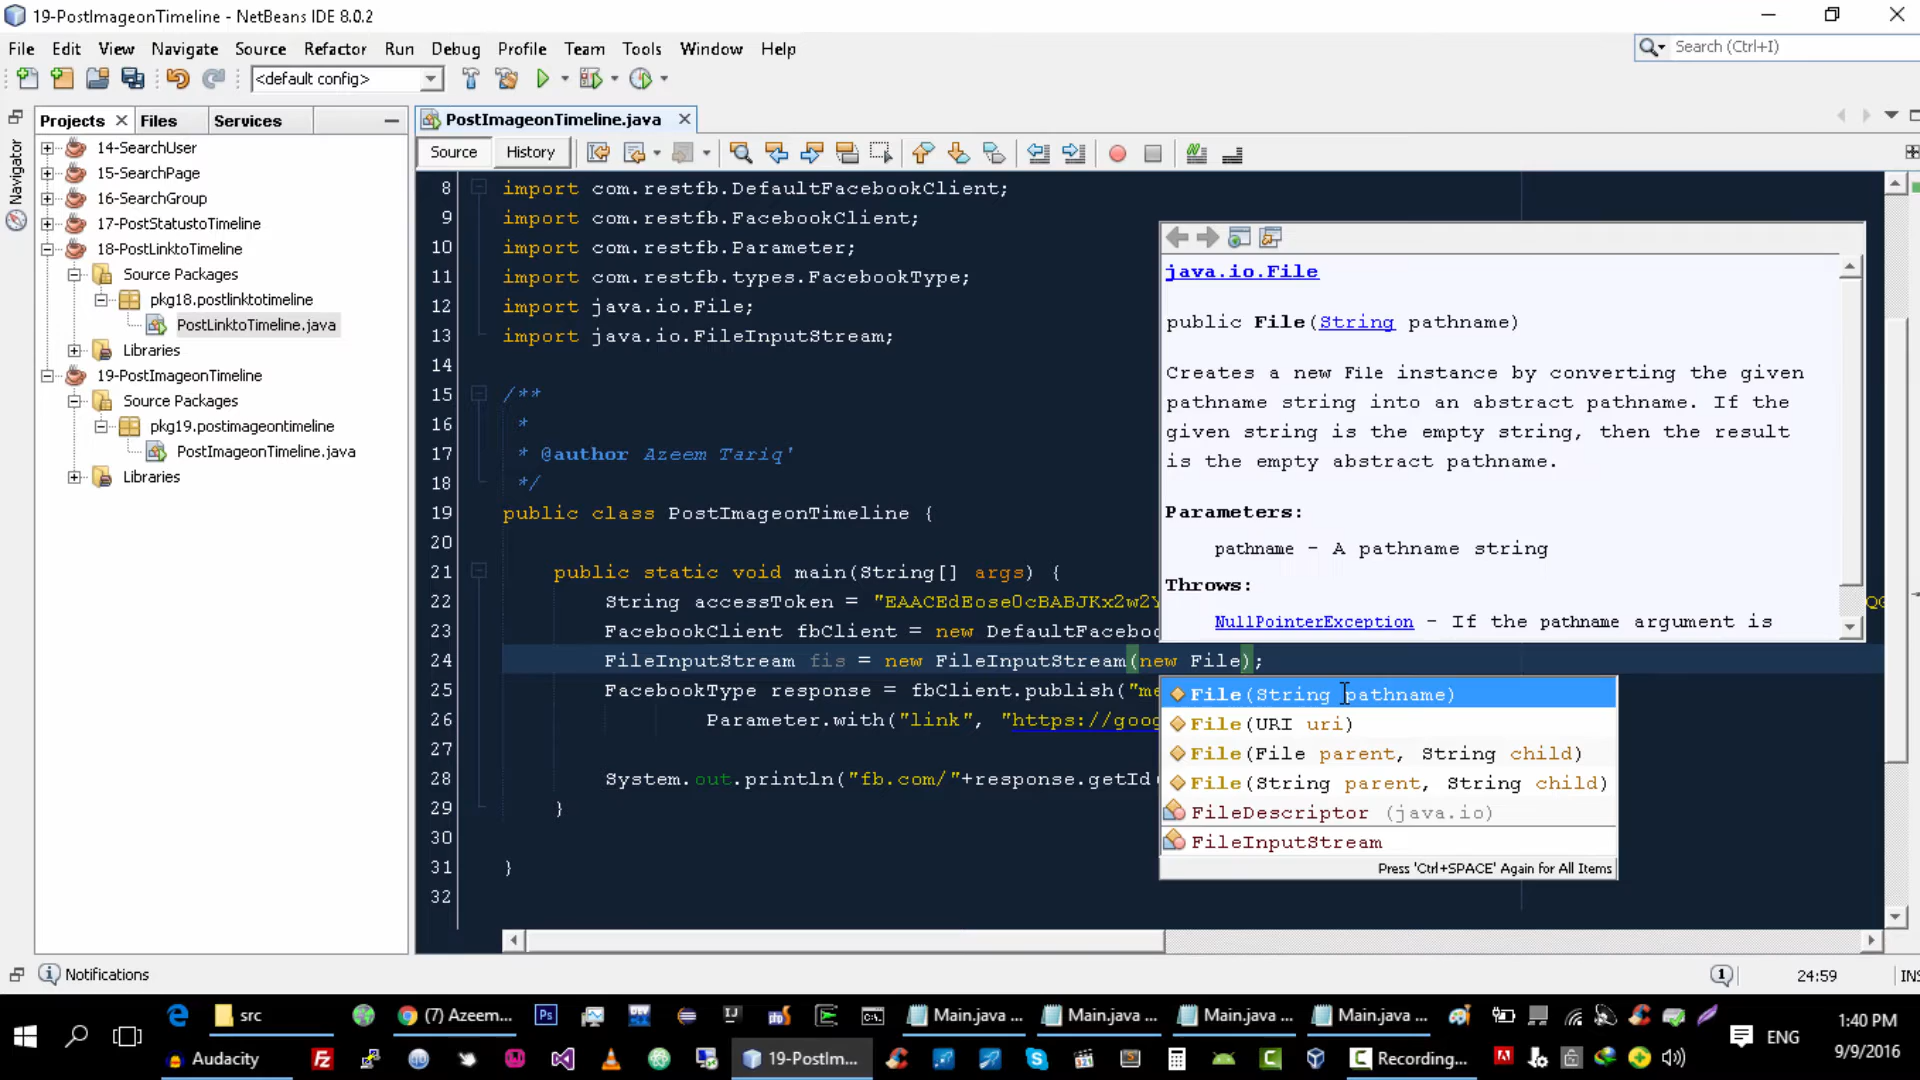 19-PostImageonTimeline - NetBeans IDE 8.0.2
File Edit View Navigate Source Refactor Run Debug Profile Team Tools Window Help
Search (Ctrl+I)
<default config>
Projects Files Services
PostImageonTimeline.java
Navigator
Source History
14-SearchUser
15-SearchPage
16-SearchGroup
17-PostStatustoTimeline
18-PostLinktoTimeline
Source Packages
pkg18.postlinktotimeline
PostLinktoTimeline.java
Libraries
19-PostImageonTimeline
Source Packages
pkg19.postimageontimeline
PostImageonTimeline.java
Libraries
8 import com.restfb.DefaultFacebookClient;
9 import com.restfb.FacebookClient;
10 import com.restfb.Parameter;
11 import com.restfb.types.FacebookType;
12 import java.io.File;
13 import java.io.FileInputStream;
14
15 /**
16 *
17 * @author Azeem Tariq'
18 */
19 public class PostImageonTimeline {
20
21 public static void main(String[] args) {
22 String accessToken = "EAACEdEose0cBABJKx2w2Y
23 FacebookClient fbClient = new DefaultFaceboo
24 FileInputStream fis = new FileInputStream(new File);
25 FacebookType response = fbClient.publish("me
26 Parameter.with("link", "https://goog
27
28 System.out.println("fb.com/"+response.getId
29 }
30
31 }
32
java.io.File
public File(String pathname)
Creates a new File instance by converting the given
pathname string into an abstract pathname. If the
given string is the empty string, then the result
is the empty abstract pathname.
Parameters:
pathname - A pathname string
Throws:
NullPointerException - If the pathname argument is
File(String pathname)
File(URI uri)
File(File parent, String child)
File(String parent, String child)
FileDescriptor (java.io)
FileInputStream
Press 'Ctrl+SPACE' Again for All Items
Notifications
1
24:59
INS
src
(7) Azeem...
Main.java ...
Main.java ...
Main.java ...
Main.java ...
ENG
1:40 PM
9/9/2016
Audacity
19-PostIm...
Recording...